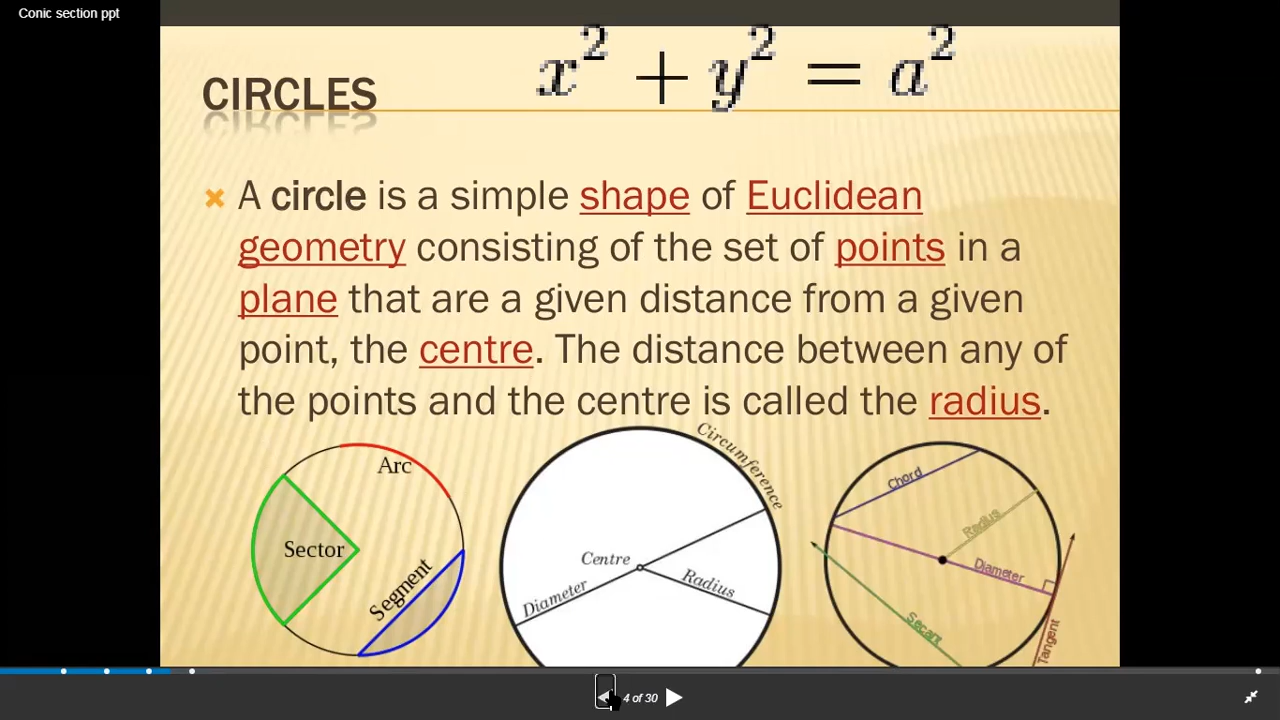 Conic section ppt
x² + y² = a²
CIRCLES
A circle is a simple shape of Euclidean
geometry consisting of the set of points in a
plane that are a given distance from a given
point, the centre. The distance between any of
the points and the centre is called the radius.
Arc
Sector
Segment
Circumference
Centre
Diameter
Radius
Chord
Radius
Diameter
Secant
Tangent
4 of 30